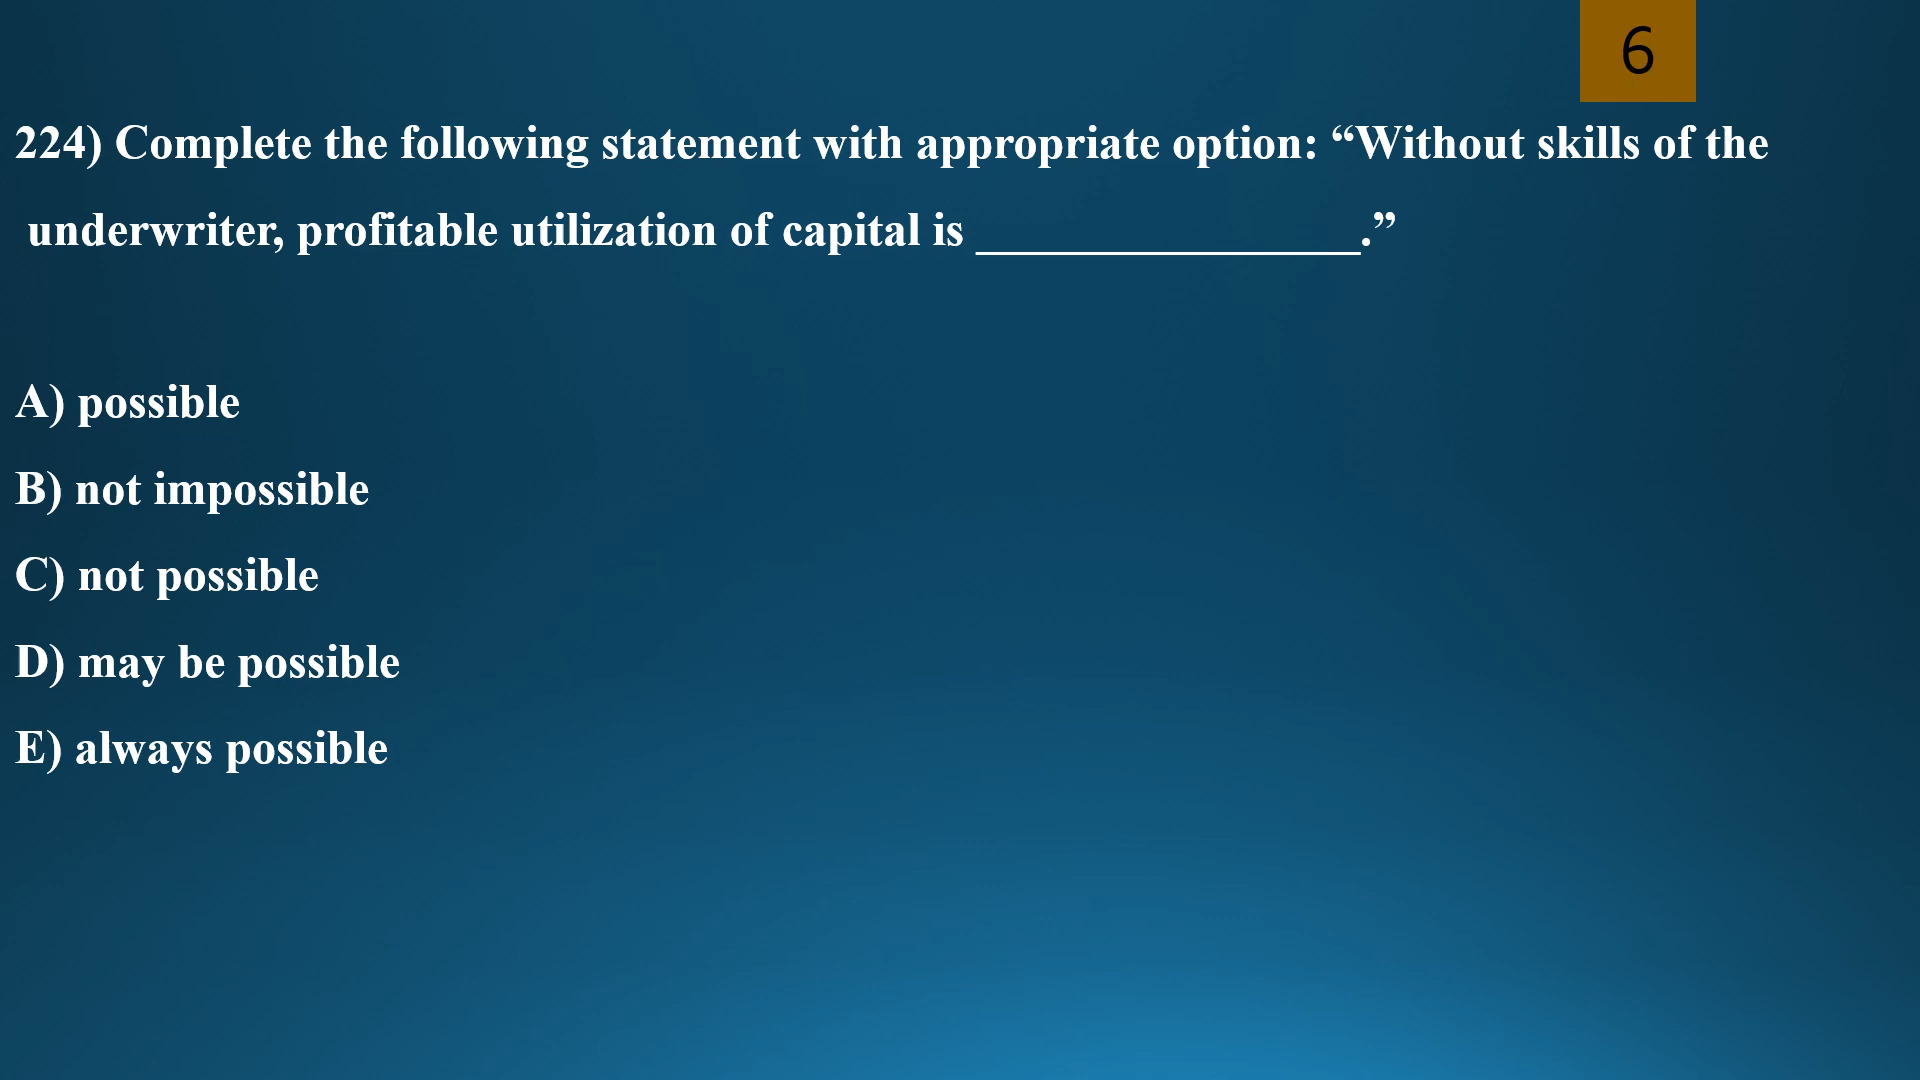 6
224) Complete the following statement with appropriate option: “Without skills of the
underwriter, profitable utilization of capital is ________________.”
A) possible
B) not impossible
C) not possible
D) may be possible
E) always possible